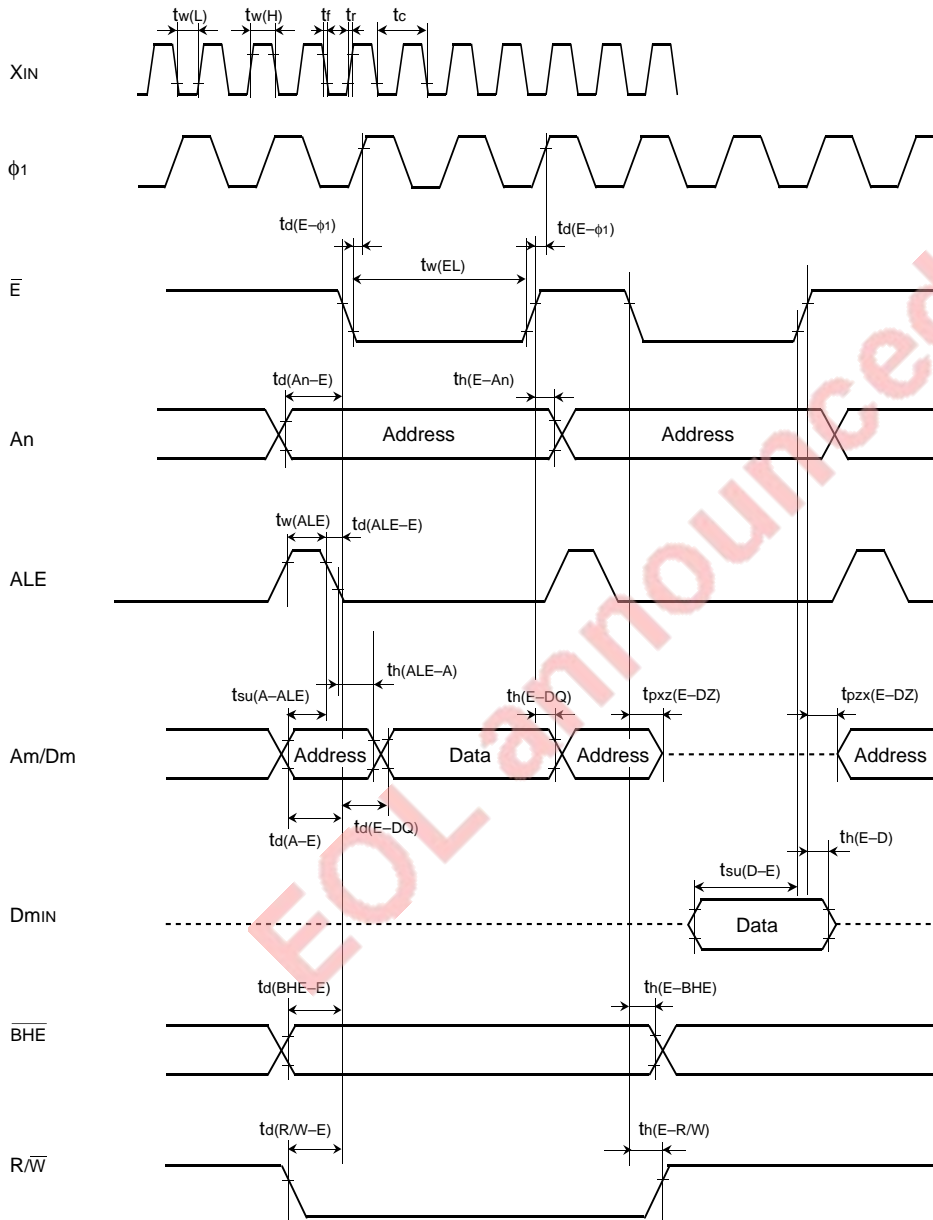 tw(L) tw(H) tf tr tc
XIN
ϕ1
td(E–ϕ1) td(E–ϕ1)
tw(EL)
E̅
td(An–E) th(E–An)
An Address Address
tw(ALE) td(ALE–E)
ALE
th(ALE–A)
tsu(A–ALE) th(E–DQ) tpxz(E–DZ) tpzx(E–DZ)
Am/Dm Address Data Address Address
td(A–E) td(E–DQ)
th(E–D)
tsu(D–E)
DmIN Data
td(BHE–E) th(E–BHE)
B̅H̅E̅
td(R/W–E) th(E–R/W)
R/W̅
EOL announced